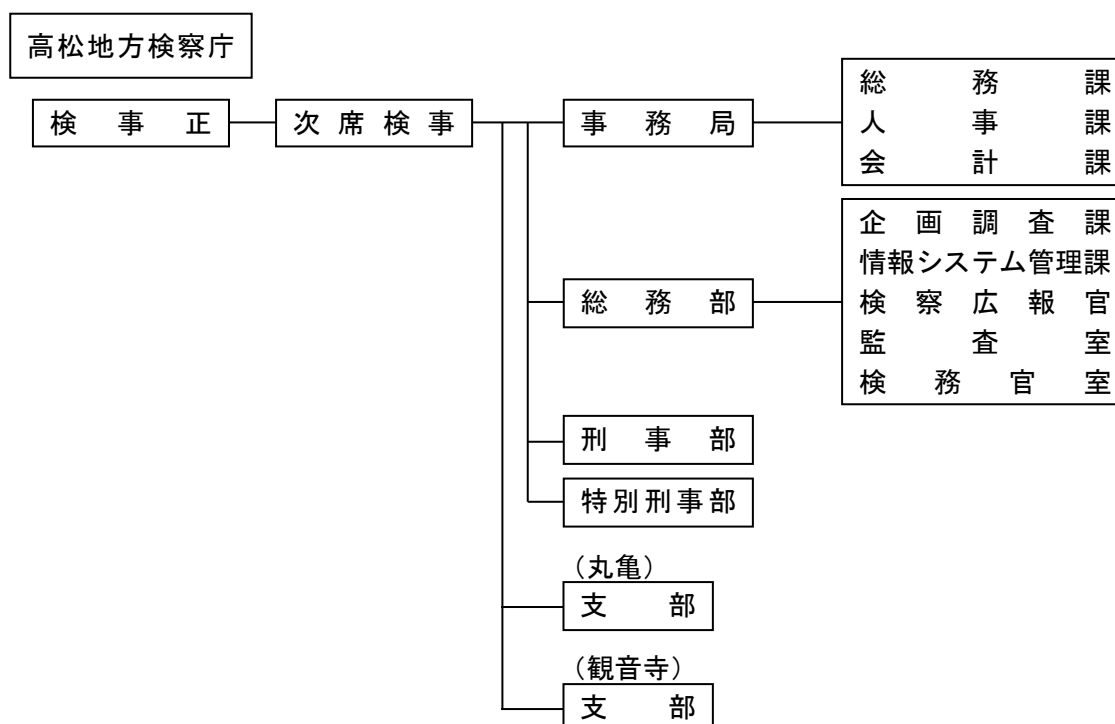 高松地方検察庁
検事正
次席検事
事務局
総務課
人事課
会計課
総務部
企画調査課
情報システム管理課
検察広報官
監査室
検務官室
刑事部
特別刑事部
（丸亀）
支部
（観音寺）
支部